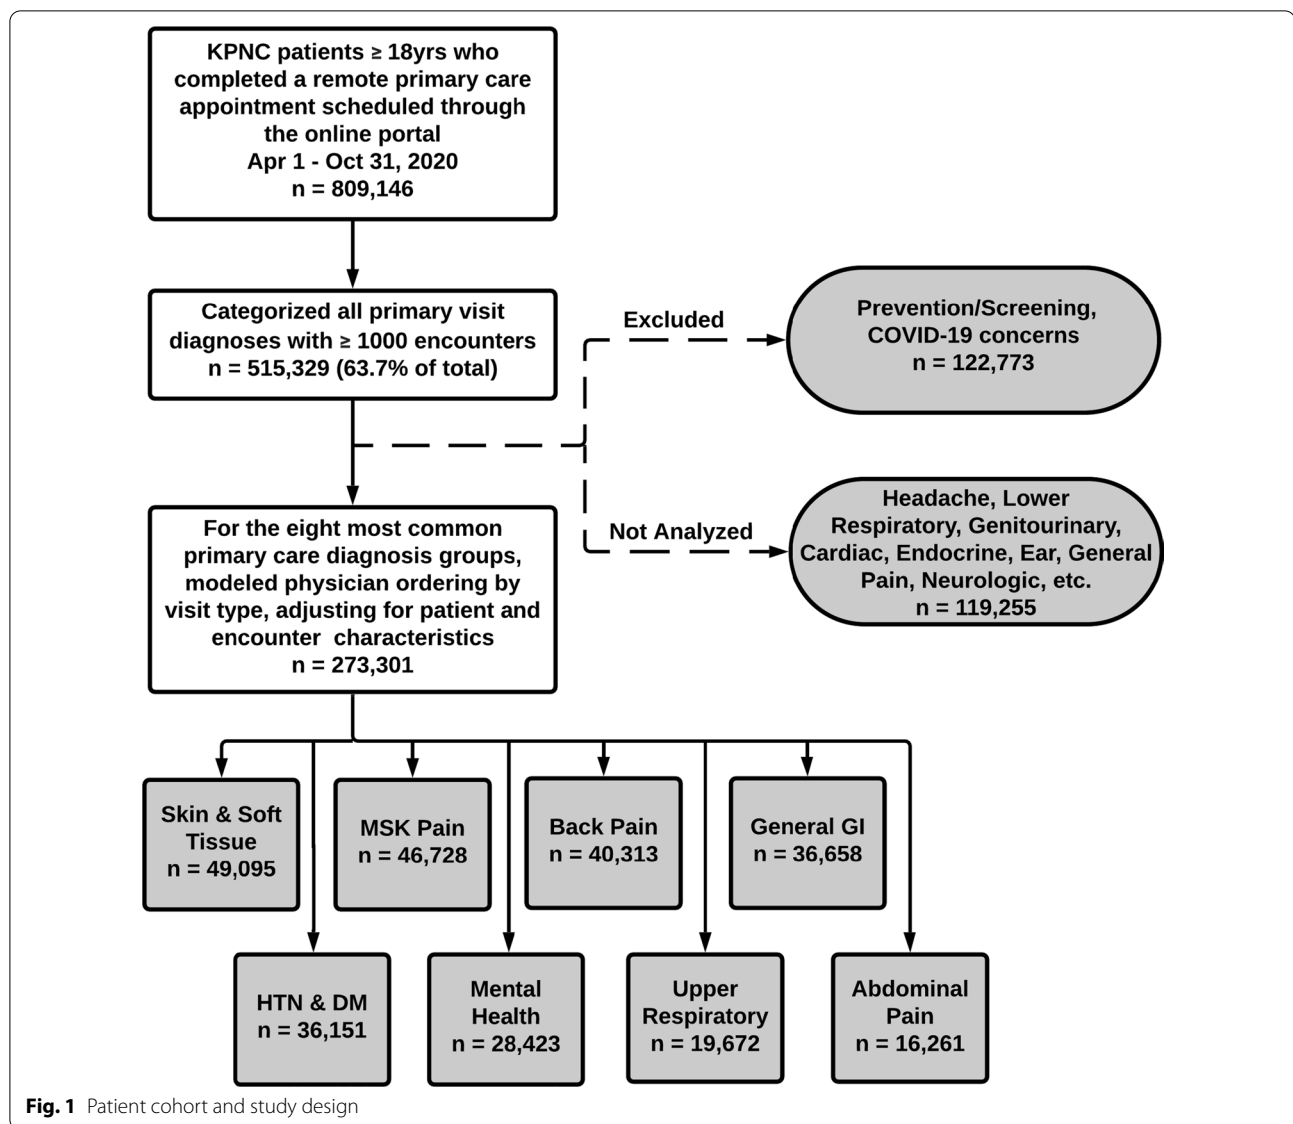 KPNC patients ≥ 18yrs who
completed a remote primary care
appointment scheduled through
the online portal
Apr 1 - Oct 31, 2020
n = 809,146
Categorized all primary visit
diagnoses with ≥ 1000 encounters
n = 515,329 (63.7% of total)
Excluded
Prevention/Screening,
COVID-19 concerns
n = 122,773
Not Analyzed
Headache, Lower
Respiratory, Genitourinary,
Cardiac, Endocrine, Ear, General
Pain, Neurologic, etc.
n = 119,255
For the eight most common
primary care diagnosis groups,
modeled physician ordering by
visit type, adjusting for patient and
encounter characteristics
n = 273,301
Skin & Soft
Tissue
n = 49,095
MSK Pain
n = 46,728
Back Pain
n = 40,313
General GI
n = 36,658
HTN & DM
n = 36,151
Mental
Health
n = 28,423
Upper
Respiratory
n = 19,672
Abdominal
Pain
n = 16,261
Fig. 1 Patient cohort and study design